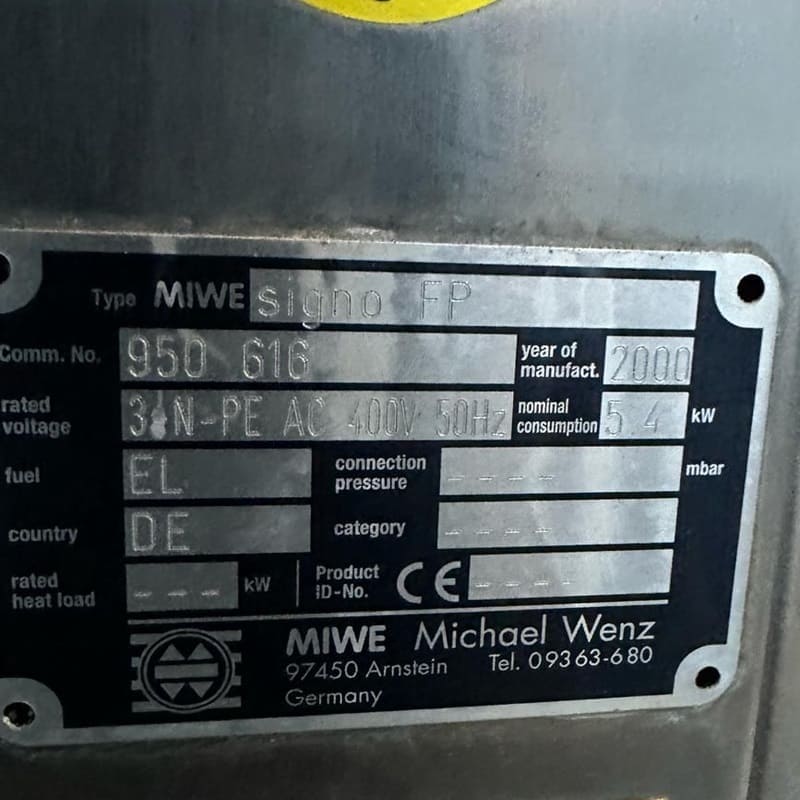 Type MIWE signo FP
Comm. No. 950 616 year of manufact. 2000
rated voltage 3 N-PE AC 400V 50Hz nominal consumption 5.4 kW
fuel EL connection pressure ---- mbar
country DE category ----
rated heat load --- kW Product ID-No. CE ----
MIWE Michael Wenz
97450 Arnstein Tel. 09363-680
Germany